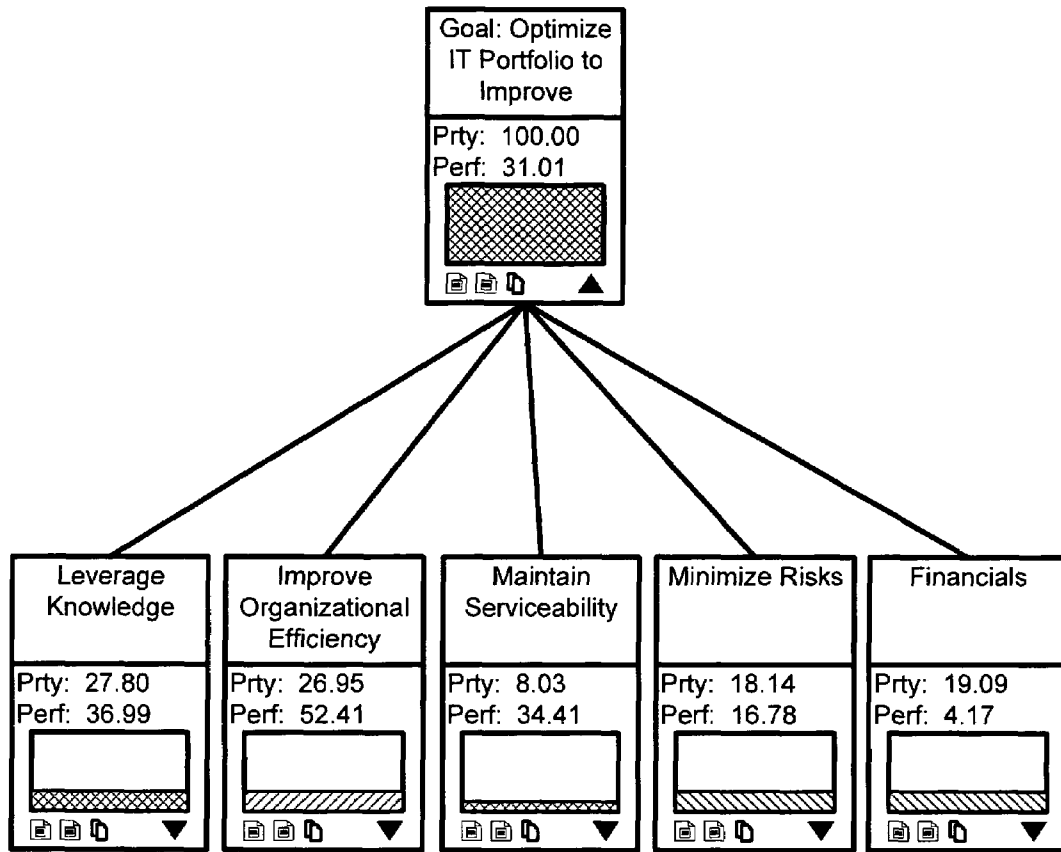 Goal: Optimize
IT Portfolio to
Improve
Prty: 100.00
Perf: 31.01
Leverage
Knowledge
Prty: 27.80
Perf: 36.99
Improve
Organizational
Efficiency
Prty: 26.95
Perf: 52.41
Maintain
Serviceability
Prty: 8.03
Perf: 34.41
Minimize Risks
Prty: 18.14
Perf: 16.78
Financials
Prty: 19.09
Perf: 4.17